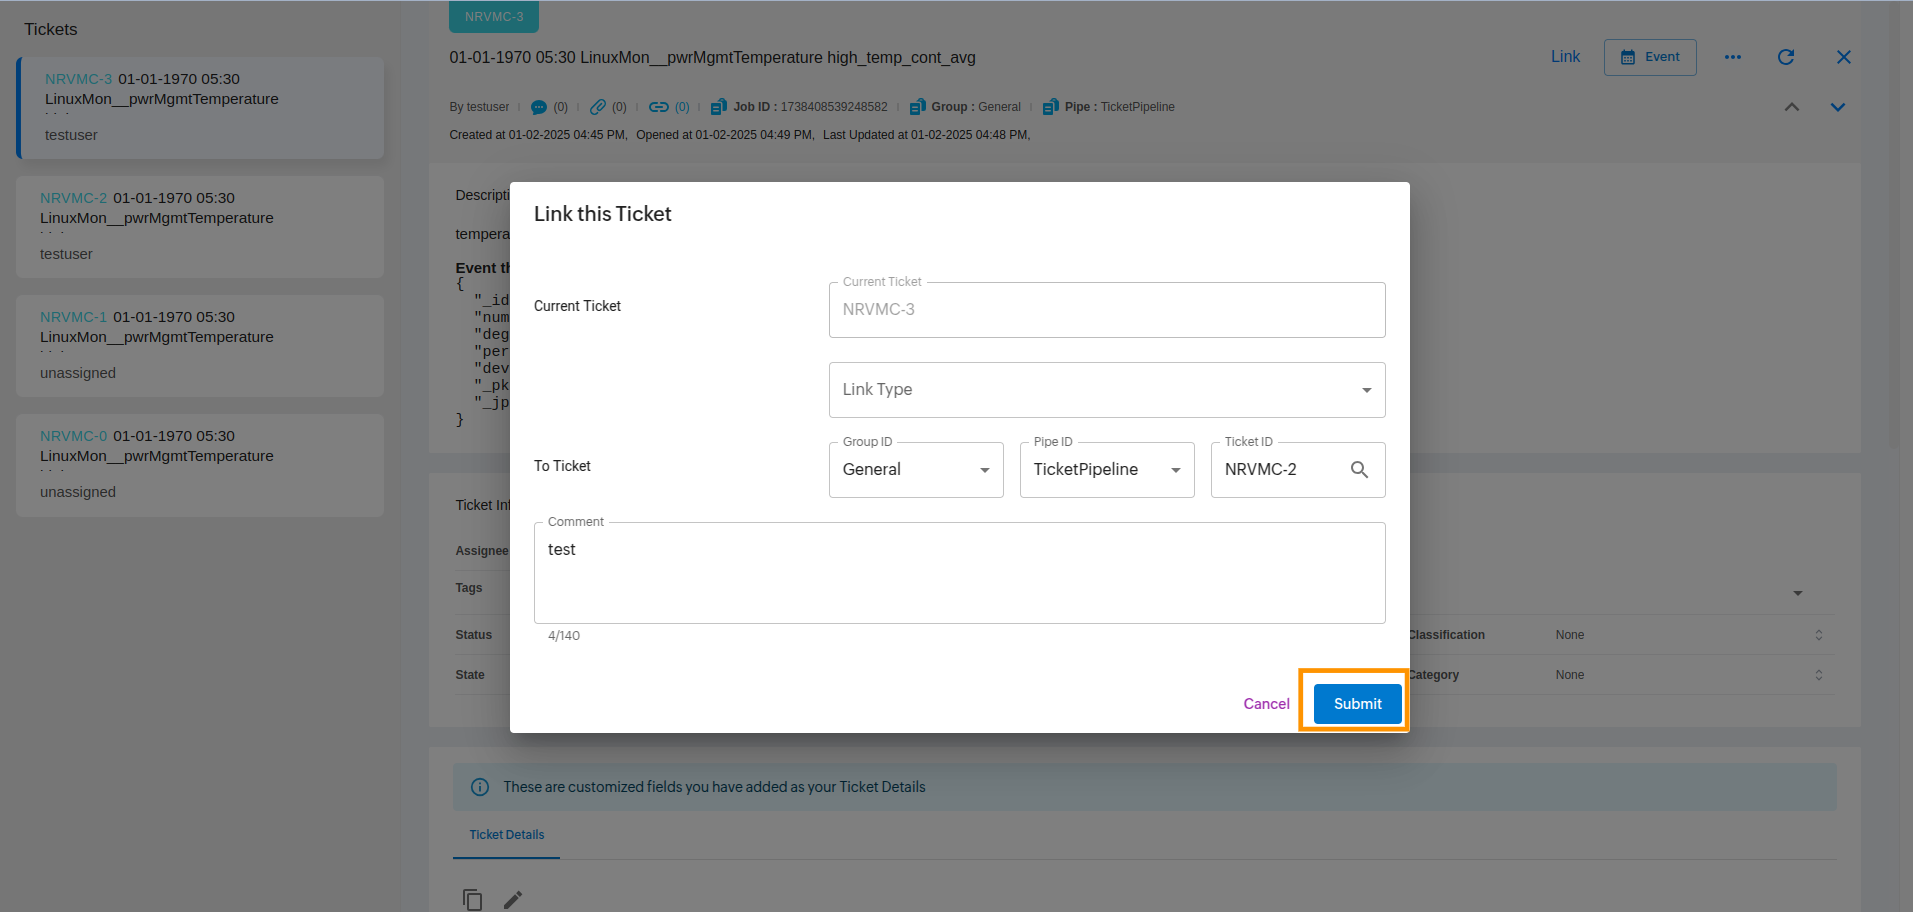 Tickets
NRVMC-3 01-01-1970 05:30
LinuxMon__pwrMgmtTemperature
testuser
NRVMC-2 01-01-1970 05:30
LinuxMon__pwrMgmtTemperature
testuser
NRVMC-1 01-01-1970 05:30
LinuxMon__pwrMgmtTemperature
unassigned
NRVMC-0 01-01-1970 05:30
LinuxMon__pwrMgmtTemperature
unassigned
NRVMC-3
01-01-1970 05:30 LinuxMon__pwrMgmtTemperature high_temp_cont_avg
Link Event
By testuser (0) (0) (0) Job ID : 1738408539248582 Group : General Pipe : TicketPipeline
Created at 01-02-2025 04:45 PM, Opened at 01-02-2025 04:49 PM, Last Updated at 01-02-2025 04:48 PM,
Descripti
tempera
Event th
{
"_id
"num
"deg
"per
"dev
"_pk
"_jp
}
Link this Ticket
Current Ticket
Current Ticket
NRVMC-3
Link Type
To Ticket
Group ID
General
Pipe ID
TicketPipeline
Ticket ID
NRVMC-2
Comment
test
4/140
Cancel Submit
Ticket Inf
Assignee
Tags
Status
State
Classification None
Category None
These are customized fields you have added as your Ticket Details
Ticket Details